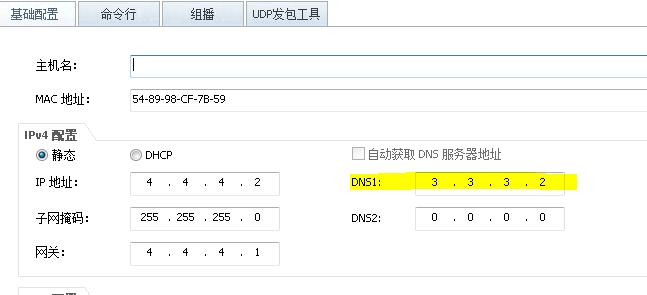 基础配置 命令行 组播 UDP发包工具
主机名：
MAC 地址： 54-89-98-CF-7B-59
IPv4 配置
静态 DHCP 自动获取 DNS 服务器地址
IP 地址： 4 . 4 . 4 . 2 DNS1: 3 . 3 . 3 . 2
子网掩码： 255 . 255 . 255 . 0 DNS2: 0 . 0 . 0 . 0
网关： 4 . 4 . 4 . 1